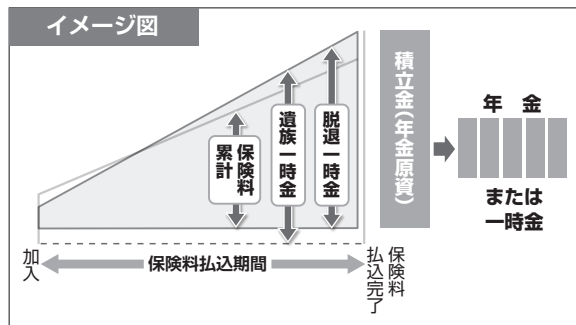 イメージ図
保険料
累計
遺族一時金
脱退一時金
積立金(年金原資)
年 金
または
一時金
加入
保険料払込期間
保険料
払込完了